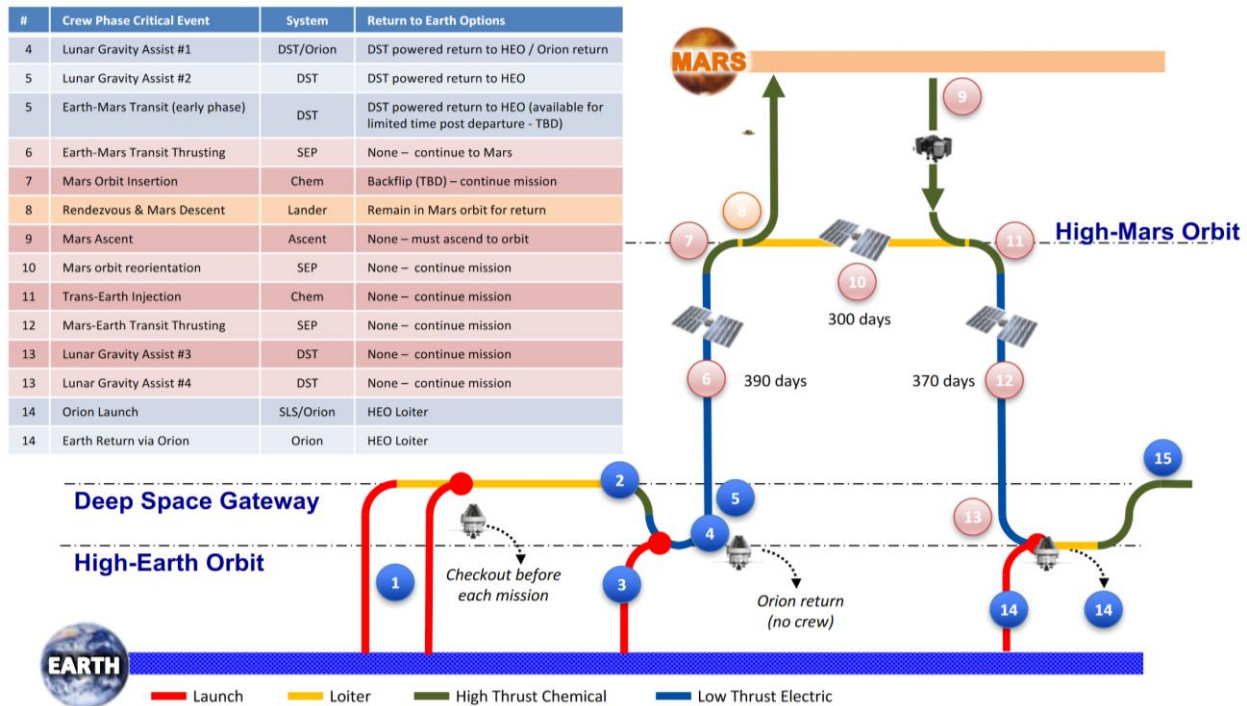 # Crew Phase Critical Event System Return to Earth Options
4 Lunar Gravity Assist #1 DST/Orion DST powered return to HEO / Orion return
5 Lunar Gravity Assist #2 DST DST powered return to HEO
5 Earth-Mars Transit (early phase) DST DST powered return to HEO (available for
limited time post departure - TBD)
6 Earth-Mars Transit Thrusting SEP None – continue to Mars
7 Mars Orbit Insertion Chem Backflip (TBD) – continue mission
8 Rendezvous & Mars Descent Lander Remain in Mars orbit for return
9 Mars Ascent Ascent None – must ascend to orbit
10 Mars orbit reorientation SEP None – continue mission
11 Trans-Earth Injection Chem None – continue mission
12 Mars-Earth Transit Thrusting SEP None – continue mission
13 Lunar Gravity Assist #3 DST None – continue mission
13 Lunar Gravity Assist #4 DST None – continue mission
14 Orion Launch SLS/Orion HEO Loiter
14 Earth Return via Orion Orion HEO Loiter
MARS
9
8
7
11
High-Mars Orbit
10
300 days
6
390 days
370 days
12
15
2
5
Deep Space Gateway
13
4
High-Earth Orbit
1
Checkout before
each mission
3
Orion return
(no crew)
14
14
EARTH
Launch
Loiter
High Thrust Chemical
Low Thrust Electric